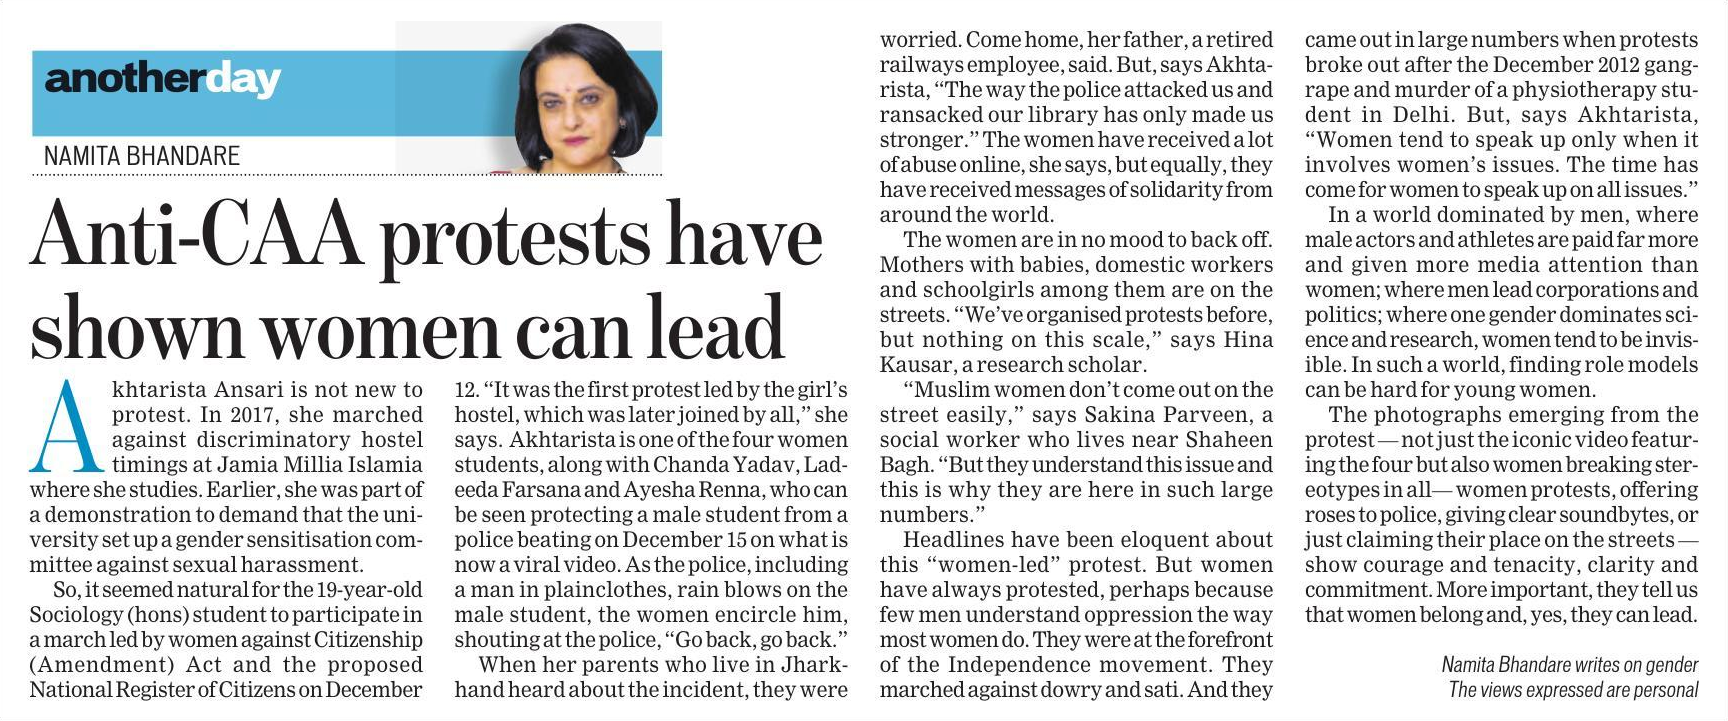 anotherday
NAMITA BHANDARE
Anti-CAA protests have
shown women can lead
Akhtarista Ansari is not new to
protest. In 2017, she marched
against discriminatory hostel
timings at Jamia Millia Islamia
where she studies. Earlier, she was part of
a demonstration to demand that the uni-
versity set up a gender sensitisation com-
mittee against sexual harassment.
So, it seemed natural for the 19-year-old
Sociology (hons) student to participate in
a march led by women against Citizenship
(Amendment) Act and the proposed
National Register of Citizens on December
12. “It was the first protest led by the girl’s
hostel, which was later joined by all,” she
says. Akhtarista is one of the four women
students, along with Chanda Yadav, Lad-
eeda Farsana and Ayesha Renna, who can
be seen protecting a male student from a
police beating on December 15 on what is
now a viral video. As the police, including
a man in plainclothes, rain blows on the
male student, the women encircle him,
shouting at the police, “Go back, go back.”
When her parents who live in Jhark-
hand heard about the incident, they were
worried. Come home, her father, a retired
railways employee, said. But, says Akhta-
rista, “The way the police attacked us and
ransacked our library has only made us
stronger.” The women have received a lot
of abuse online, she says, but equally, they
have received messages of solidarity from
around the world.
The women are in no mood to back off.
Mothers with babies, domestic workers
and schoolgirls among them are on the
streets. “We’ve organised protests before,
but nothing on this scale,” says Hina
Kausar, a research scholar.
“Muslim women don’t come out on the
street easily,” says Sakina Parveen, a
social worker who lives near Shaheen
Bagh. “But they understand this issue and
this is why they are here in such large
numbers.”
Headlines have been eloquent about
this “women-led” protest. But women
have always protested, perhaps because
few men understand oppression the way
most women do. They were at the forefront
of the Independence movement. They
marched against dowry and sati. And they
came out in large numbers when protests
broke out after the December 2012 gang-
rape and murder of a physiotherapy stu-
dent in Delhi. But, says Akhtarista,
“Women tend to speak up only when it
involves women’s issues. The time has
come for women to speak up on all issues.”
In a world dominated by men, where
male actors and athletes are paid far more
and given more media attention than
women; where men lead corporations and
politics; where one gender dominates sci-
ence and research, women tend to be invis-
ible. In such a world, finding role models
can be hard for young women.
The photographs emerging from the
protest — not just the iconic video featur-
ing the four but also women breaking ster-
eotypes in all— women protests, offering
roses to police, giving clear soundbytes, or
just claiming their place on the streets —
show courage and tenacity, clarity and
commitment. More important, they tell us
that women belong and, yes, they can lead.
Namita Bhandare writes on gender
The views expressed are personal